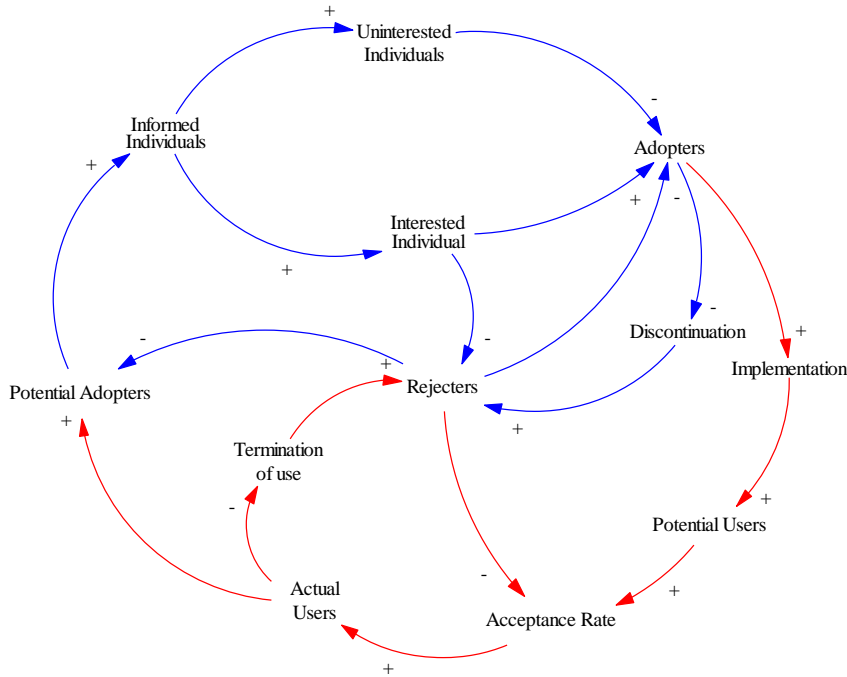 +
Uninterested
Individuals
-
Informed
Individuals
+
Adopters
+
-
Interested
Individual
+
-
-
+
Discontinuation
-
+
Implementation
Potential Adopters
+
Rejecters
+
+
Termination
of use
-
+
Potential Users
-
+
Actual
Users
Acceptance Rate
+